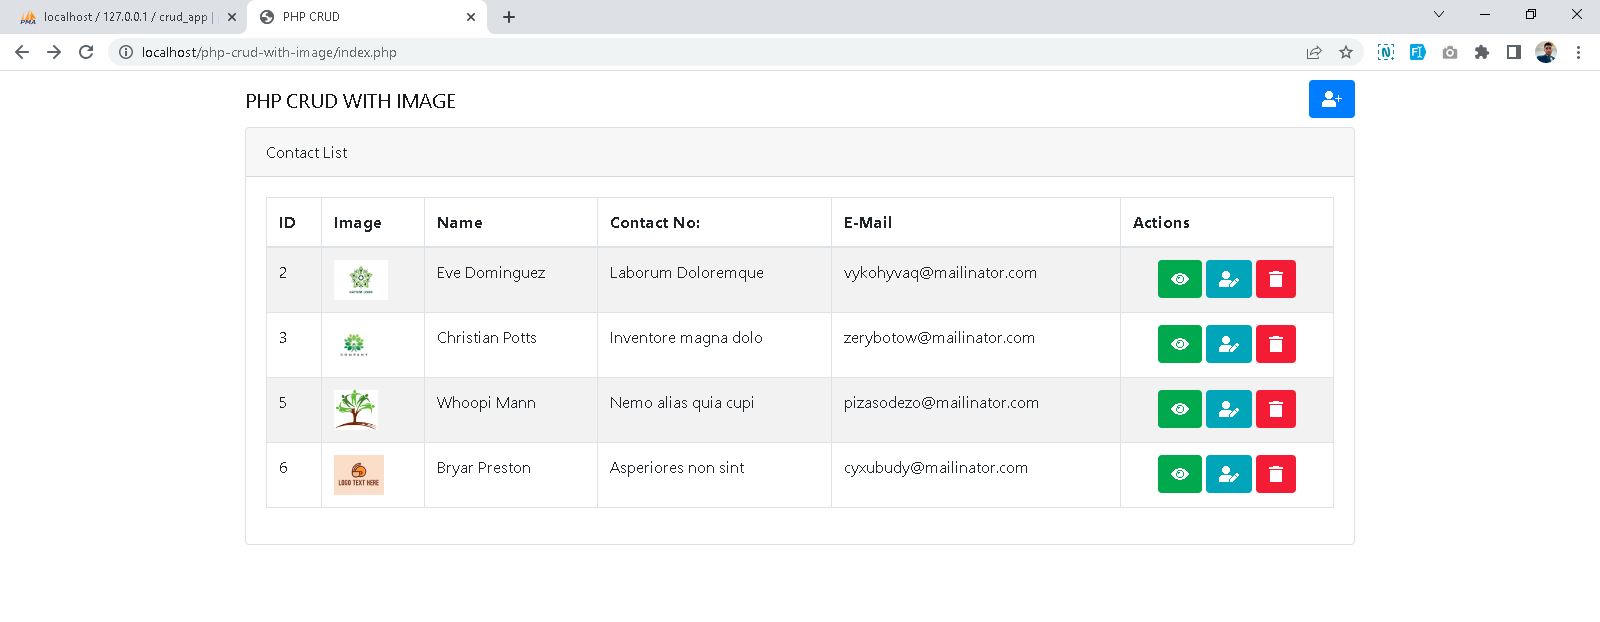 PMA localhost / 127.0.0.1 / crud_app |
PHP CRUD
localhost/php-crud-with-image/index.php
PHP CRUD WITH IMAGE
Contact List
ID Image Name Contact No: E-Mail Actions
2 Eve Dominguez Laborum Doloremque vykohyvaq@mailinator.com
3 COMPANY Christian Potts Inventore magna dolo zerybotow@mailinator.com
5 Whoopi Mann Nemo alias quia cupi pizasodezo@mailinator.com
6 LOGO TEXT HERE Bryar Preston Asperiores non sint cyxubudy@mailinator.com